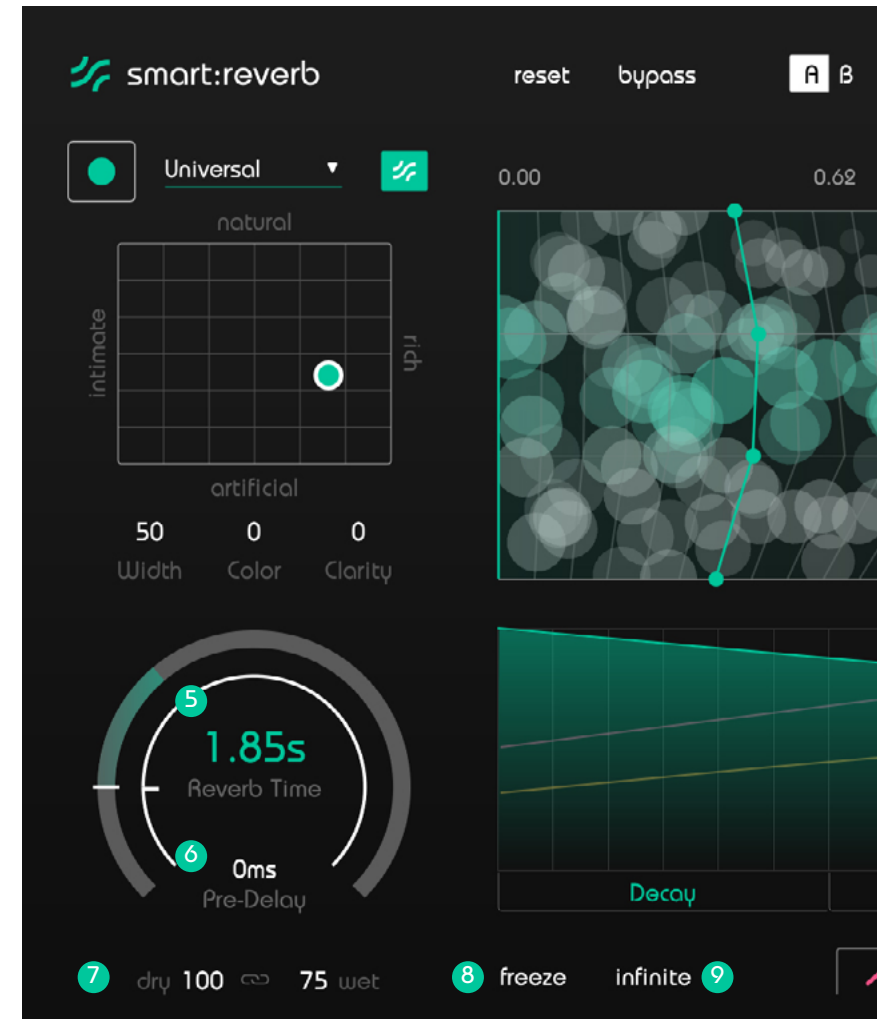 smart:reverb reset bypass A B
Universal
0.00 0.62
natural
intimate
rich
artificial
50 0 0
Width Color Clarity
5
1.85s
Reverb Time
6
0ms
Pre-Delay
Decay
7 dry 100 75 wet 8 freeze infinite 9